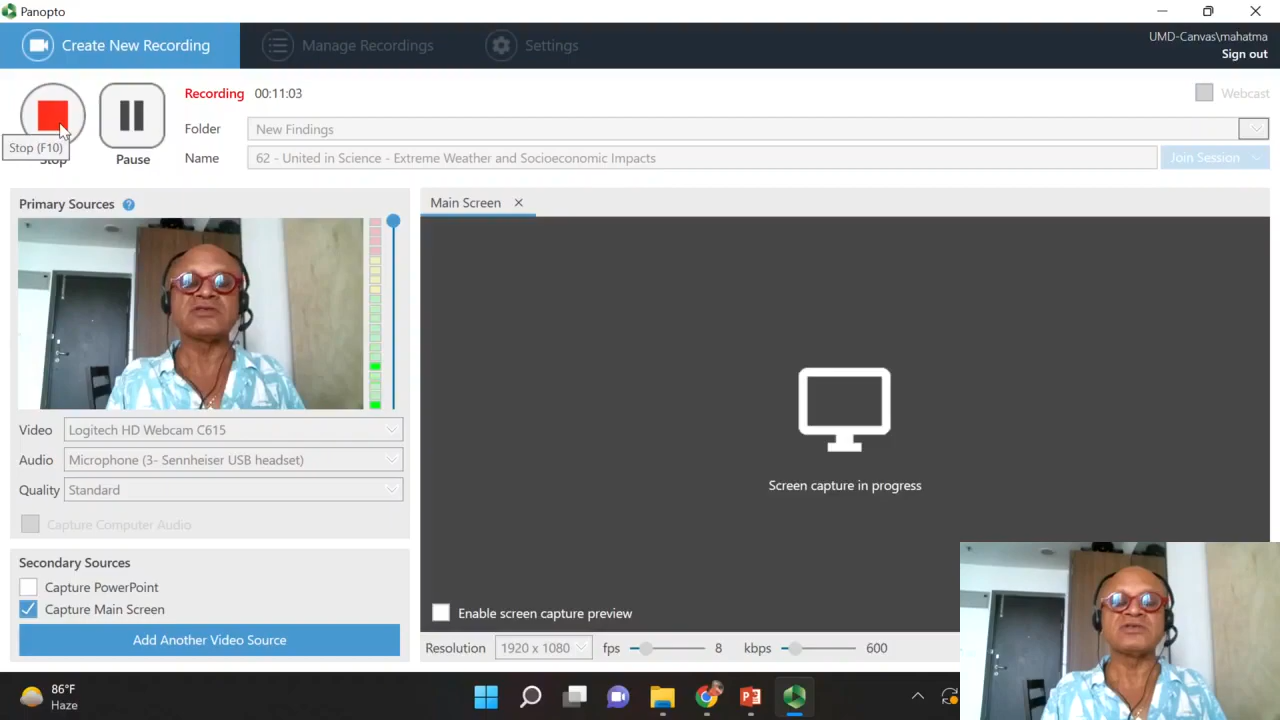 Panopto
Create New Recording
Manage Recordings
Settings
UMD-Canvas\mahatma
Sign out
Recording 00:11:03
Webcast
Folder New Findings
Stop (F10)
Stop
Pause
Name 62 - United in Science - Extreme Weather and Socioeconomic Impacts
Join Session
Primary Sources ?
Main Screen
Video Logitech HD Webcam C615
Audio Microphone (3- Sennheiser USB headset)
Quality Standard
Capture Computer Audio
Screen capture in progress
Secondary Sources
Capture PowerPoint
Capture Main Screen
Add Another Video Source
Enable screen capture preview
Resolution 1920 x 1080 fps 8 kbps 600
86°F
Haze